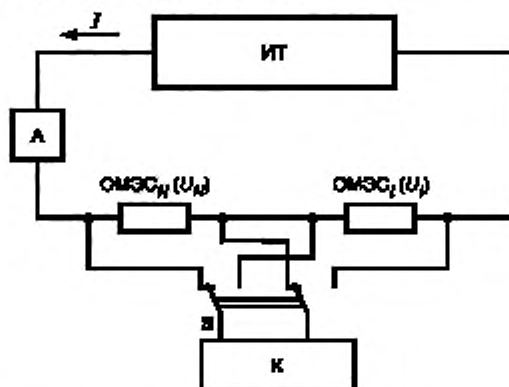 I
ИТ
А
ОМЭС_N (U_N)
ОМЭС_i (U_i)
К